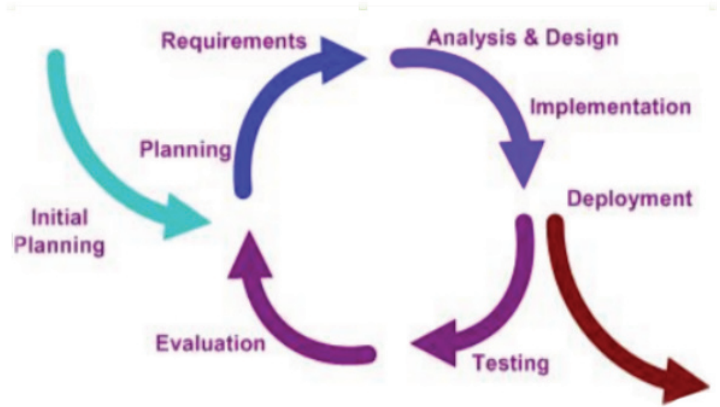 Requirements
Analysis & Design
Implementation
Planning
Deployment
Initial
Planning
Evaluation
Testing